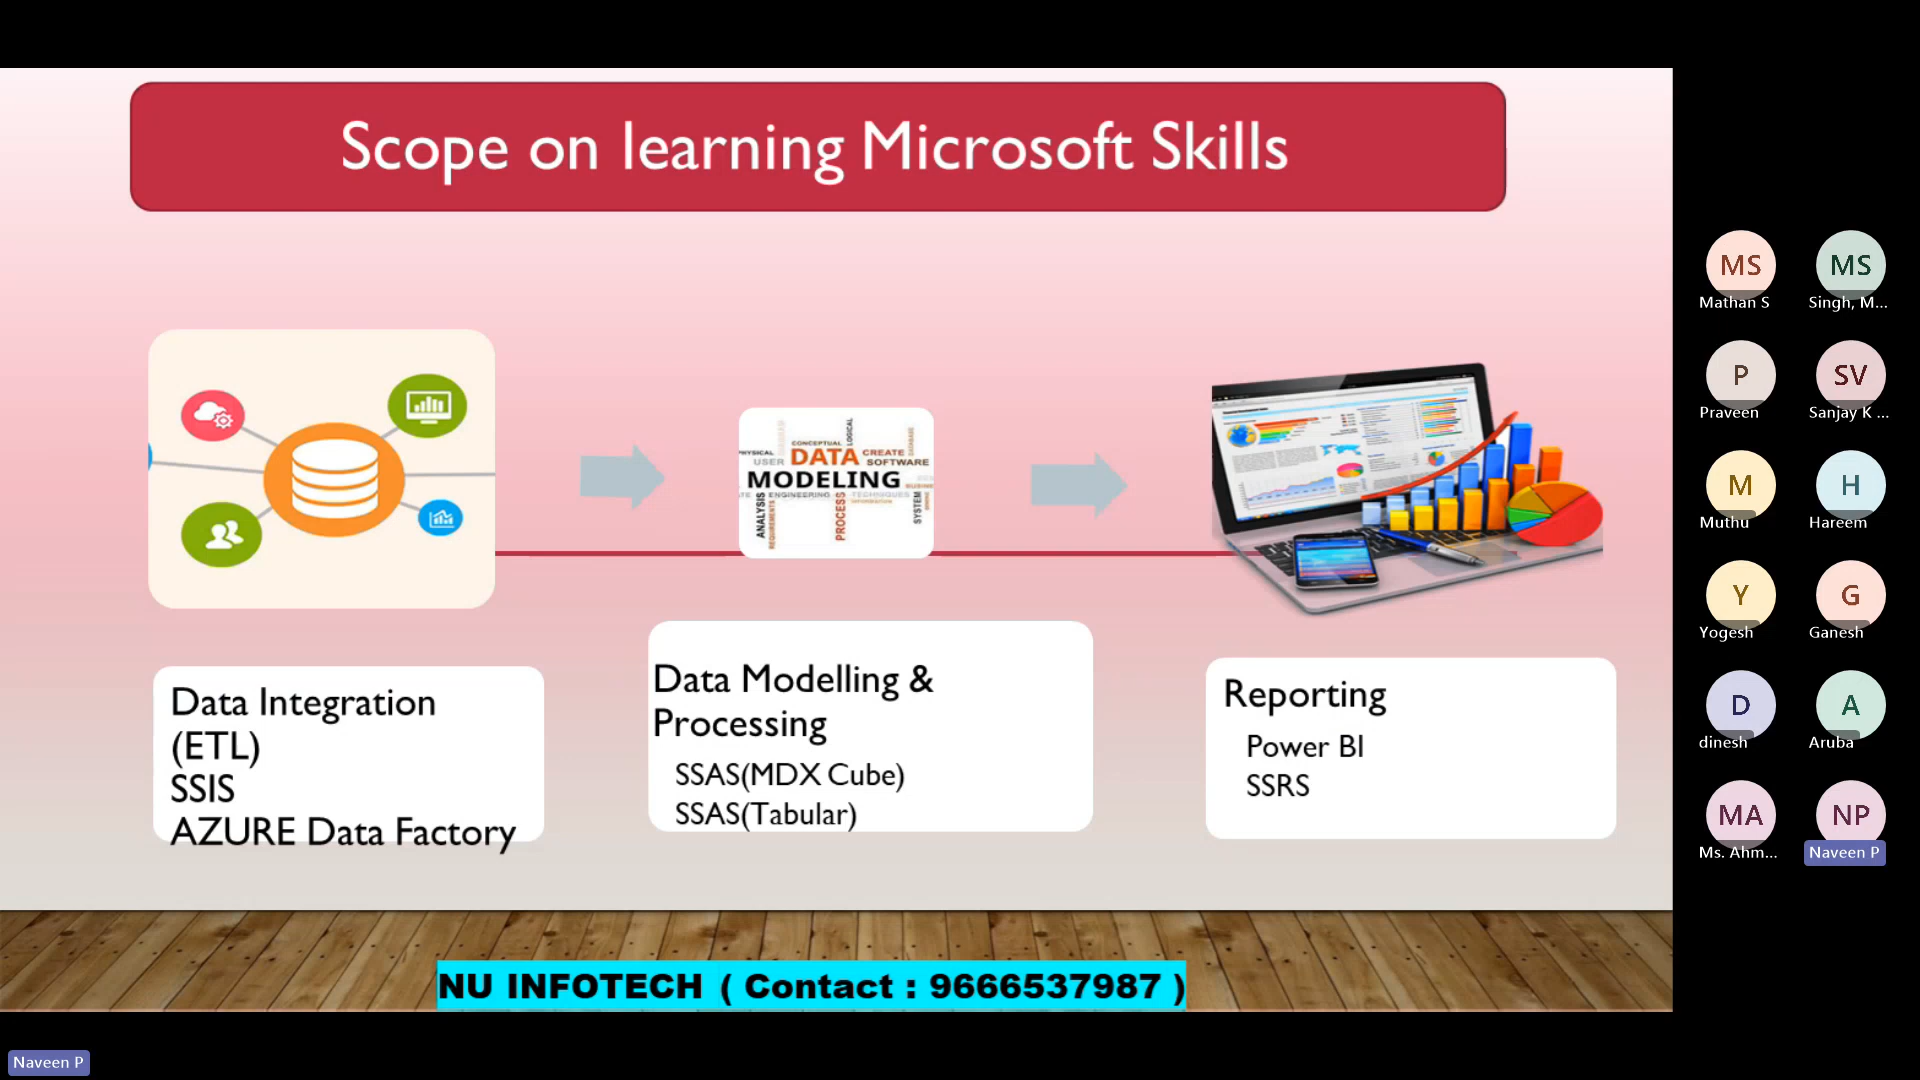 Scope on learning Microsoft Skills
CONCEPTUAL
LOGICAL
DATABASE
USER DATA CREATE
SOFTWARE
MODELING
ENGINEERING TECHNIQUES
ANALYSIS
REQUIREMENTS
PROCESS
SYSTEM
Data Integration
(ETL)
SSIS
AZURE Data Factory
Data Modelling &
Processing
SSAS(MDX Cube)
SSAS(Tabular)
Reporting
Power BI
SSRS
NU INFOTECH ( Contact : 9666537987 )
MS
Mathan S
MS
Singh, M...
P
Praveen
SV
Sanjay K ...
M
Muthu
H
Hareem
Y
Yogesh
G
Ganesh
D
dinesh
A
Aruba
MA
Ms. Ahm...
NP
Naveen P
Naveen P